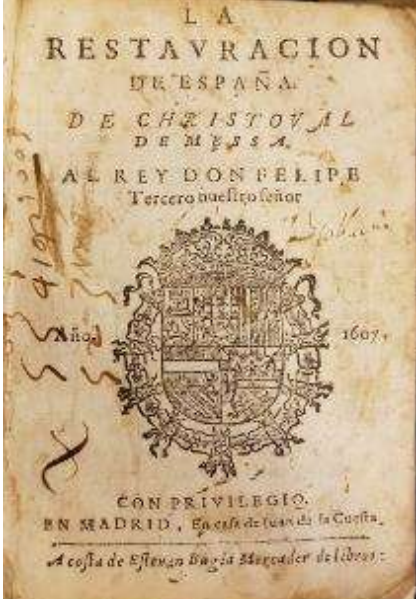 LA
RESTAVRACION
DE ESPAÑA.
DE CHRISTOVAL
DE MESSA.
AL REY DON FELIPE
Tercero nuestro señor
Año, 1607.
CON PRIVILEGIO.
EN MADRID, En casa de Iuan de la Cuesta.
A costa de Esteuan Bugia Mercader de libros: